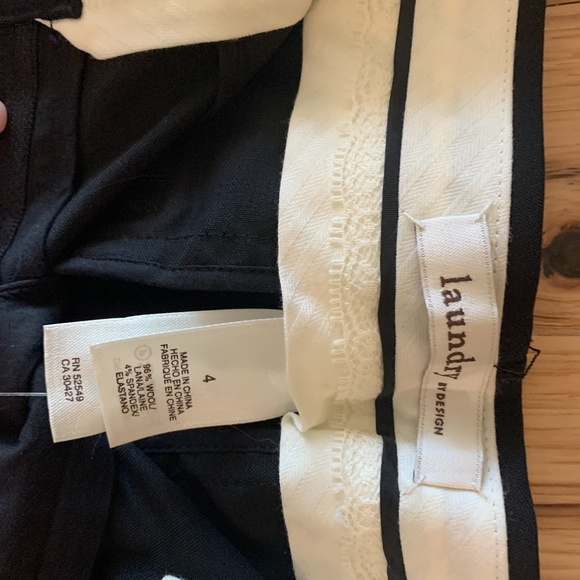 laundry
BY DESIGN
4
MADE IN CHINA
HECHO EN CHINA
FABRIQUE EN CHINE
96% WOOL/
LANA/LAINE
4% SPANDEX/
ELASTANO
RN 52549
CA 30427